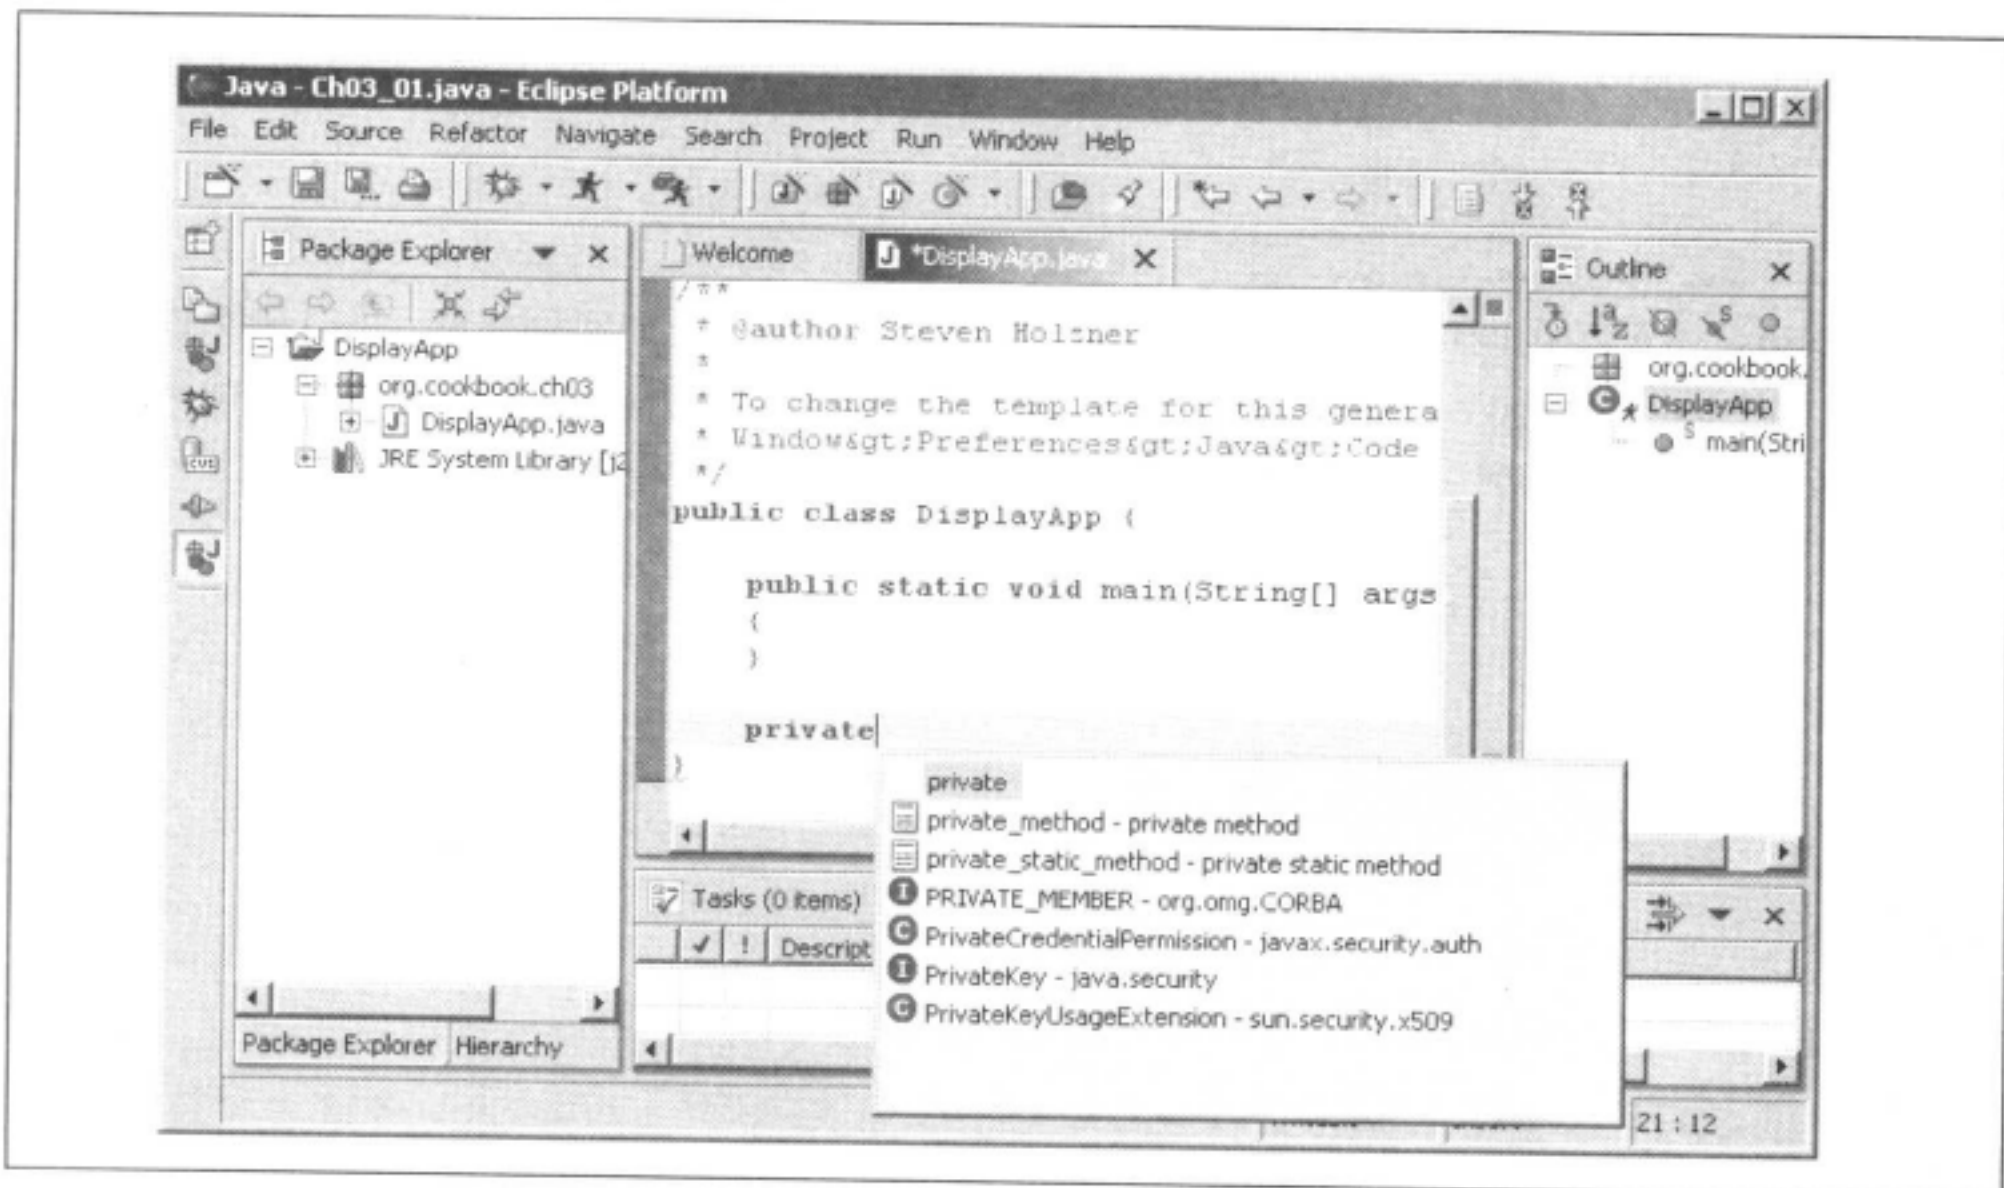 Java - Ch03_01.java - Eclipse Platform
File Edit Source Refactor Navigate Search Project Run Window Help
Package Explorer
DisplayApp
org.cookbook.ch03
DisplayApp.java
JRE System Library [j2
Package Explorer Hierarchy
Welcome *DisplayApp.java
/**
* @author Steven Holzner
*
* To change the template for this genera
* Window&gt;Preferences&gt;Java&gt;Code
*/
public class DisplayApp {
public static void main(String[] args
{
}
private
}
private
private_method - private method
private_static_method - private static method
PRIVATE_MEMBER - org.omg.CORBA
PrivateCredentialPermission - javax.security.auth
PrivateKey - java.security
PrivateKeyUsageExtension - sun.security.x509
Tasks (0 items)
! Descript
Outline
org.cookbook.
DisplayApp
main(Stri
21 : 12